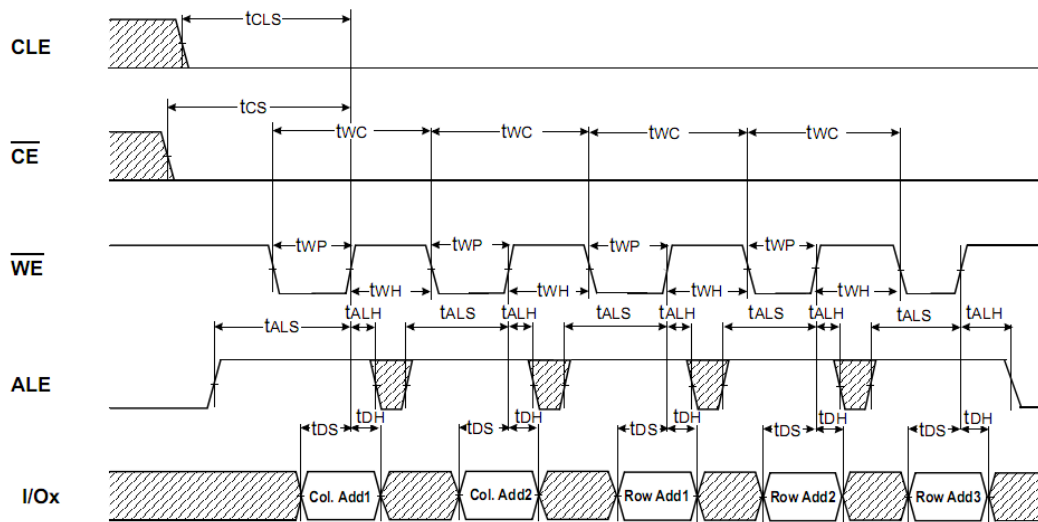 CLE
tCLS
tCS
CE
tWC tWC tWC tWC
WE
tWP tWP tWP tWP
tWH tWH tWH tWH
tALS tALH tALS tALH tALS tALH tALS tALH tALS tALH
ALE
tDS tDH tDS tDH tDS tDH tDS tDH tDS tDH
I/Ox
Col. Add1 Col. Add2 Row Add1 Row Add2 Row Add3